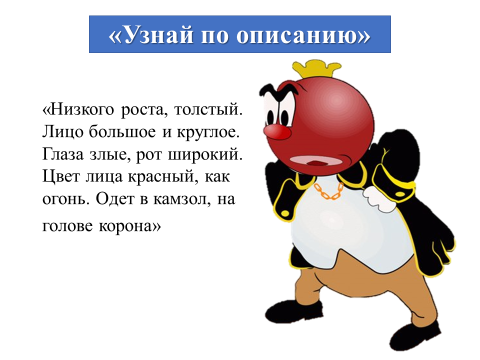 «Узнай по описанию»
«Низкого роста, толстый.
Лицо большое и круглое.
Глаза злые, рот широкий.
Цвет лица красный, как
огонь. Одет в камзол, на
голове корона»